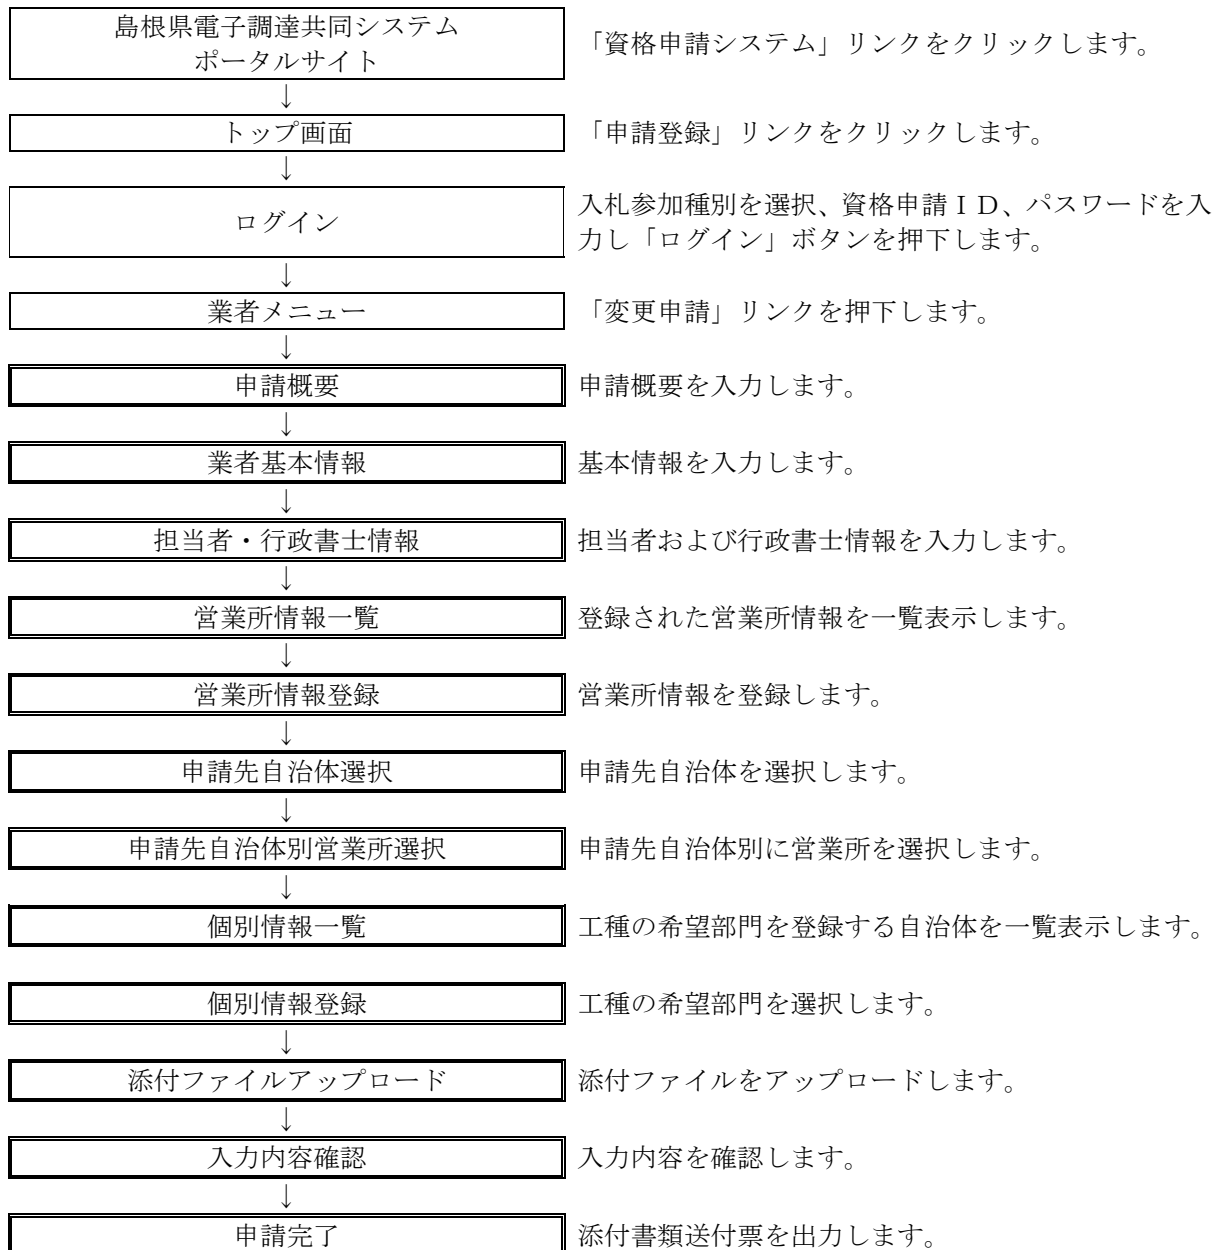 島根県電子調達共同システム
ポータルサイト
「資格申請システム」リンクをクリックします。
↓
トップ画面
「申請登録」リンクをクリックします。
↓
ログイン
入札参加種別を選択、資格申請ＩＤ、パスワードを入
力し「ログイン」ボタンを押下します。
↓
業者メニュー
「変更申請」リンクを押下します。
↓
申請概要
申請概要を入力します。
↓
業者基本情報
基本情報を入力します。
↓
担当者・行政書士情報
担当者および行政書士情報を入力します。
↓
営業所情報一覧
登録された営業所情報を一覧表示します。
↓
営業所情報登録
営業所情報を登録します。
↓
申請先自治体選択
申請先自治体を選択します。
↓
申請先自治体別営業所選択
申請先自治体別に営業所を選択します。
↓
個別情報一覧
工種の希望部門を登録する自治体を一覧表示します。
個別情報登録
工種の希望部門を選択します。
↓
添付ファイルアップロード
添付ファイルをアップロードします。
↓
入力内容確認
入力内容を確認します。
↓
申請完了
添付書類送付票を出力します。